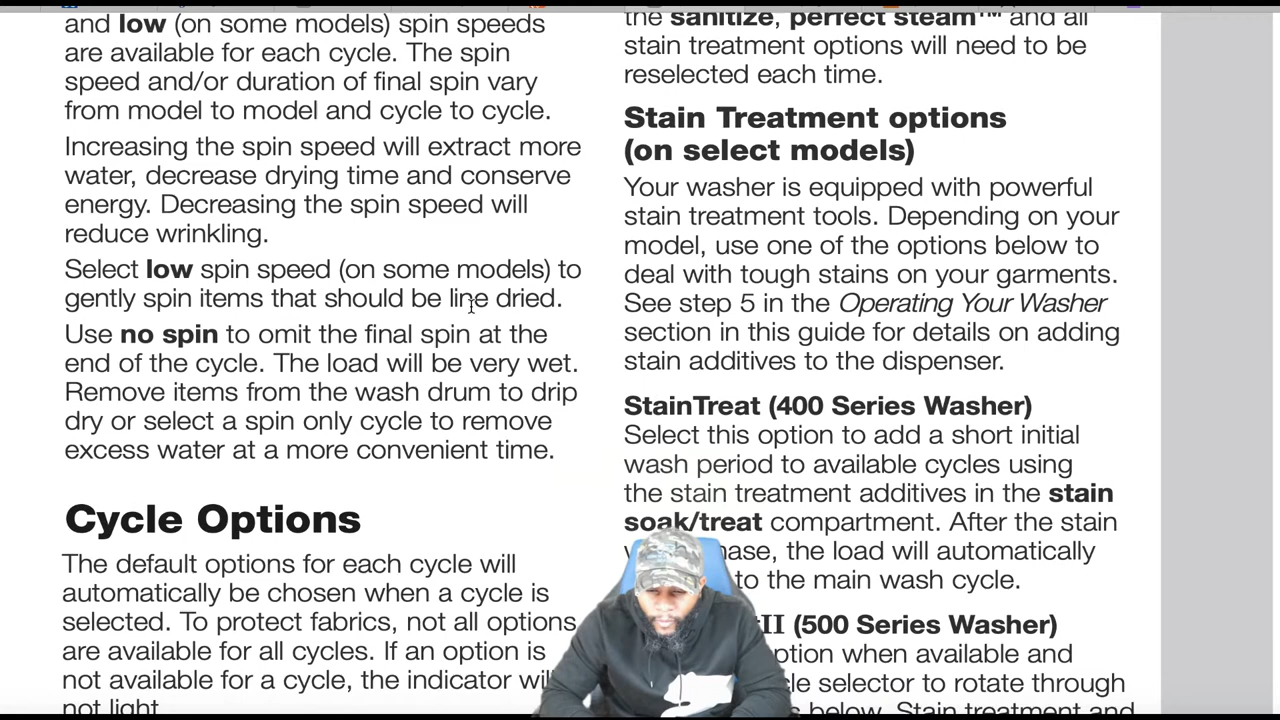 and low (on some models) spin speeds
are available for each cycle. The spin
speed and/or duration of final spin vary
from model to model and cycle to cycle.
Increasing the spin speed will extract more
water, decrease drying time and conserve
energy. Decreasing the spin speed will
reduce wrinkling.
Select low spin speed (on some models) to
gently spin items that should be line dried.
Use no spin to omit the final spin at the
end of the cycle. The load will be very wet.
Remove items from the wash drum to drip
dry or select a spin only cycle to remove
excess water at a more convenient time.
Cycle Options
The default options for each cycle will
automatically be chosen when a cycle is
selected. To protect fabrics, not all options
are available for all cycles. If an option is
not available for a cycle, the indicator will
not light.
the sanitize, perfect steam™ and all
stain treatment options will need to be
reselected each time.
Stain Treatment options
(on select models)
Your washer is equipped with powerful
stain treatment tools. Depending on your
model, use one of the options below to
deal with tough stains on your garments.
See step 5 in the Operating Your Washer
section in this guide for details on adding
stain additives to the dispenser.
StainTreat (400 Series Washer)
Select this option to add a short initial
wash period to available cycles using
the stain treatment additives in the stain
soak/treat compartment. After the stain
the load will automatically
to the main wash cycle.
II (500 Series Washer)
when available and
selector to rotate through
below. Stain treatment and